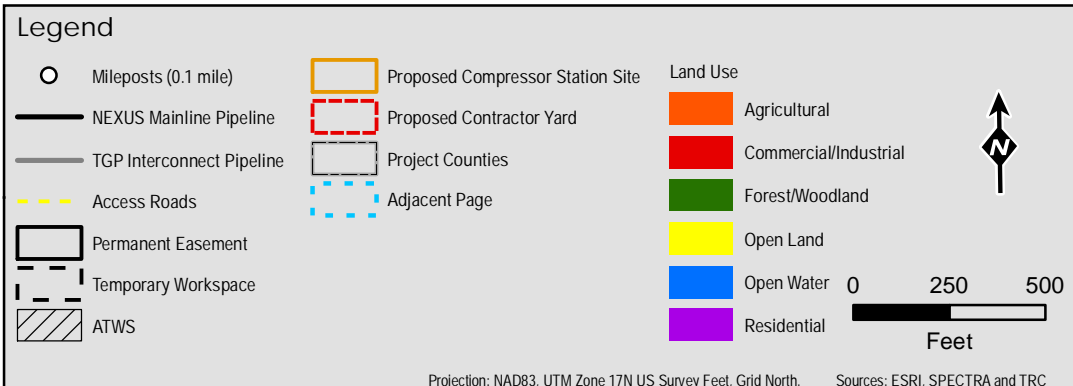 Legend
Mileposts (0.1 mile)
NEXUS Mainline Pipeline
TGP Interconnect Pipeline
Access Roads
Permanent Easement
Temporary Workspace
ATWS
Proposed Compressor Station Site
Proposed Contractor Yard
Project Counties
Adjacent Page
Land Use
Agricultural
Commercial/Industrial
Forest/Woodland
Open Land
Open Water
Residential
N
0 250 500
Feet
Projection: NAD83, UTM Zone 17N US Survey Feet, Grid North. Sources: ESRI, SPECTRA and TRC